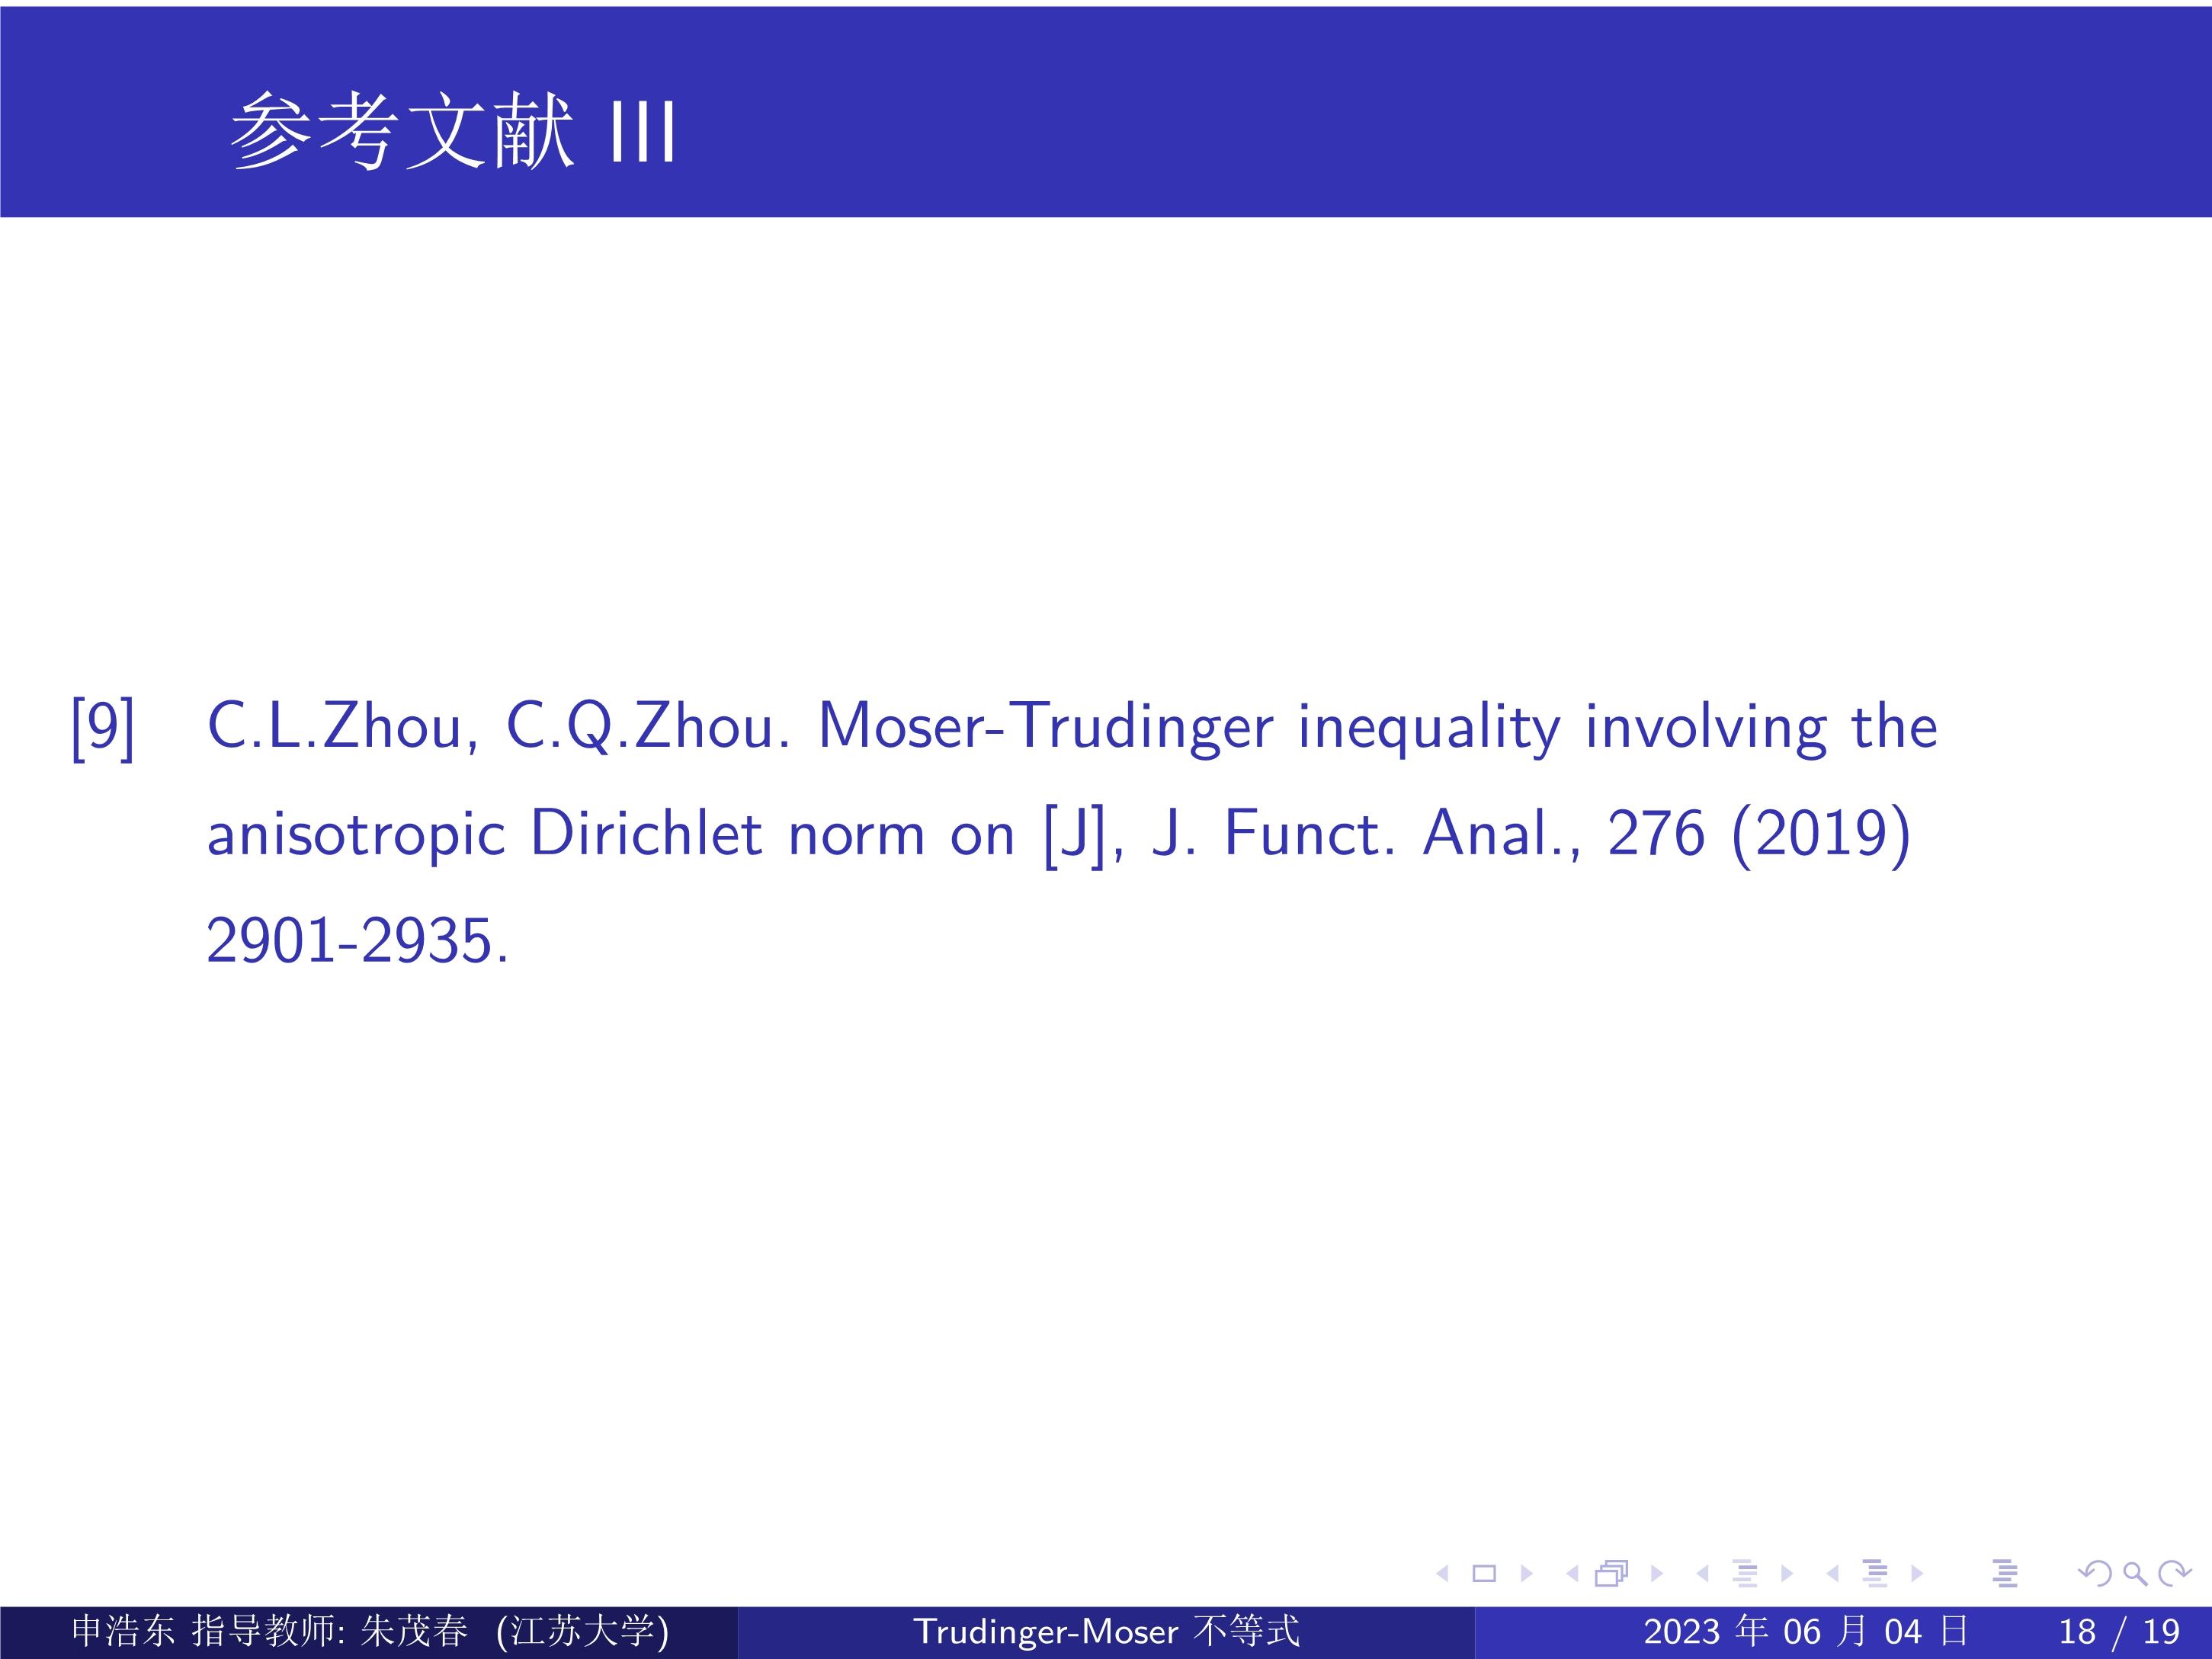 参考文献 III
[9] C.L.Zhou, C.Q.Zhou. Moser-Trudinger inequality involving the
anisotropic Dirichlet norm on [J], J. Funct. Anal., 276 (2019)
2901-2935.
申浩东 指导教师: 朱茂春 (江苏大学)
Trudinger-Moser 不等式
2023 年 06 月 04 日
18 / 19